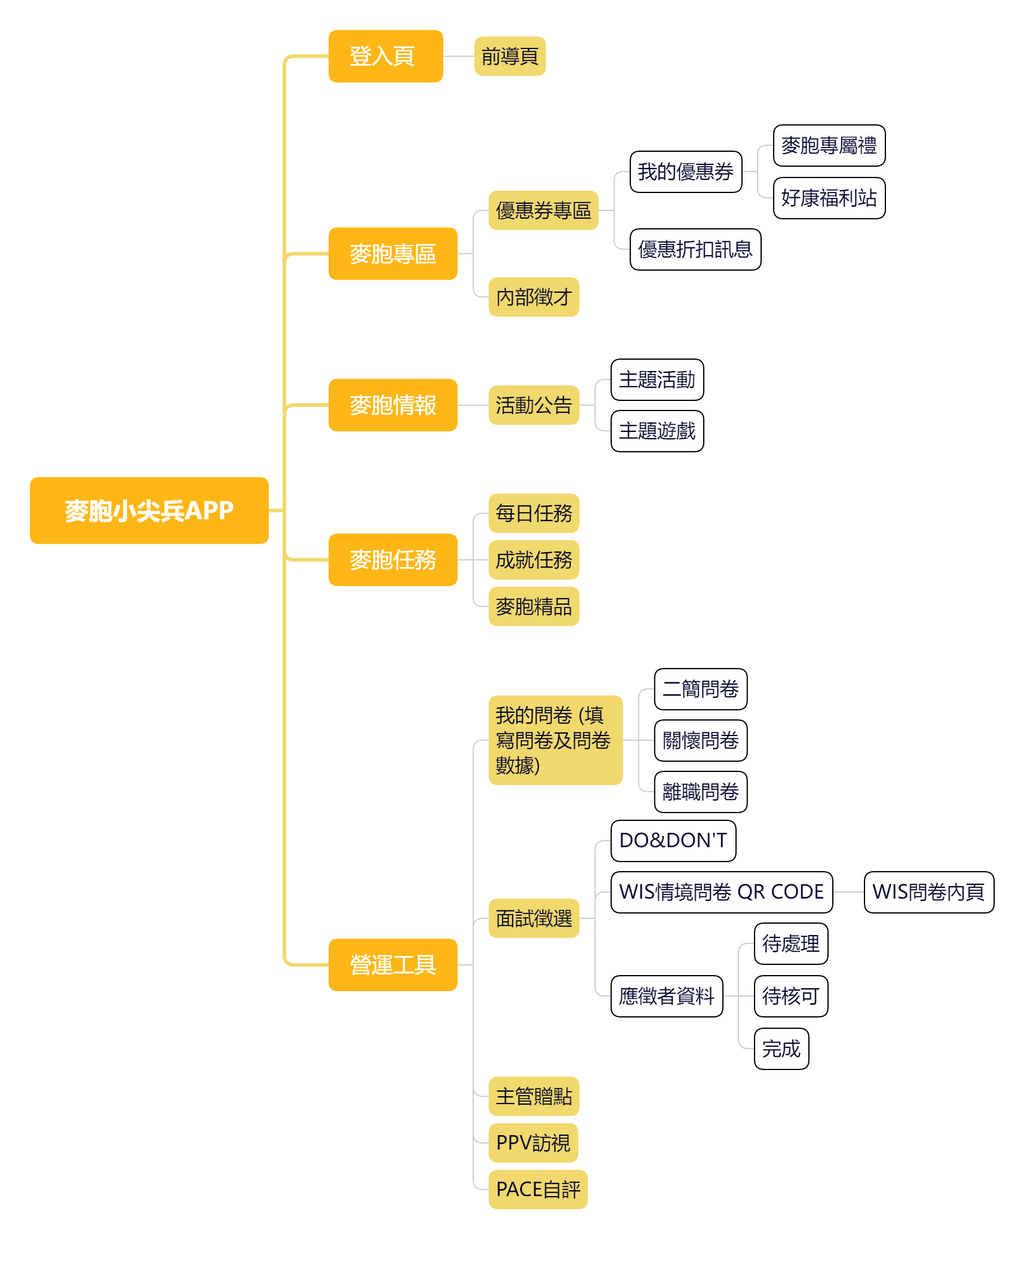 登入頁
前導頁
麥胞專區
優惠券專區
我的優惠券
麥胞專屬禮
好康福利站
優惠折扣訊息
內部徵才
麥胞情報
活動公告
主題活動
主題遊戲
麥胞小尖兵APP
麥胞任務
每日任務
成就任務
麥胞精品
營運工具
我的問卷 (填
寫問卷及問卷
數據)
二簡問卷
關懷問卷
離職問卷
面試徵選
DO&DON'T
WIS情境問卷 QR CODE
WIS問卷內頁
應徵者資料
待處理
待核可
完成
主管贈點
PPV訪視
PACE自評